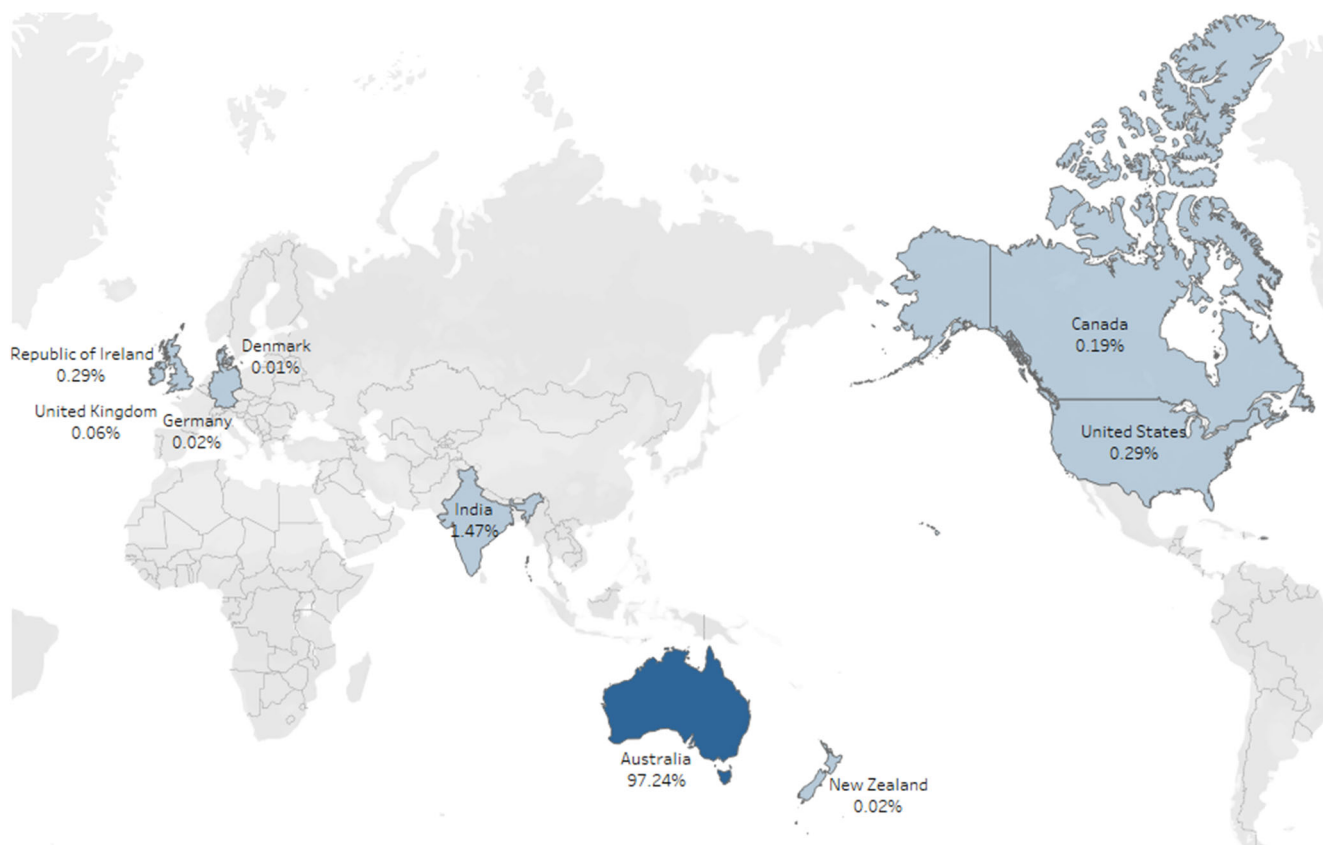 Canada
0.19%
Denmark
0.01%
Republic of Ireland
0.29%
United Kingdom
0.06%
Germany
0.02%
United States
0.29%
India
1.47%
Australia
97.24%
New Zealand
0.02%